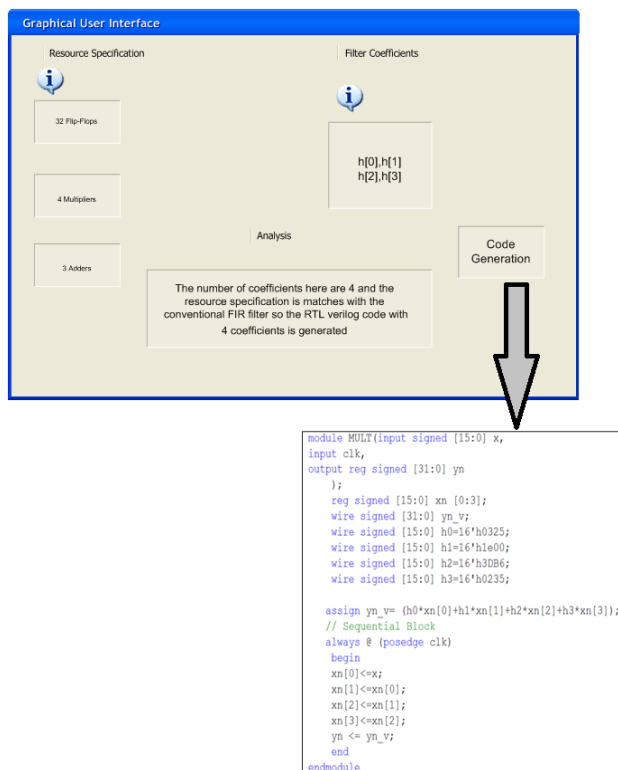 Graphical User Interface
Resource Specification
Filter Coefficients
32 Flip-Flops
h[0],h[1]
h[2],h[3]
4 Multipliers
3 Adders
Analysis
The number of coefficients here are 4 and the
resource specification is matches with the
conventional FIR filter so the RTL verilog code with
4 coefficients is generated
Code
Generation
module MULT(input signed [15:0] x,
input clk,
output reg signed [31:0] yn
);
reg signed [15:0] xn [0:3];
wire signed [31:0] yn_v;
wire signed [15:0] h0=16'h0325;
wire signed [15:0] h1=16'h1e00;
wire signed [15:0] h2=16'h3DB6;
wire signed [15:0] h3=16'h0235;
assign yn_v= (h0*xn[0]+h1*xn[1]+h2*xn[2]+h3*xn[3]);
// Sequential Block
always @ (posedge clk)
begin
xn[0]<=x;
xn[1]<=xn[0];
xn[2]<=xn[1];
xn[3]<=xn[2];
yn <= yn_v;
end
endmodule